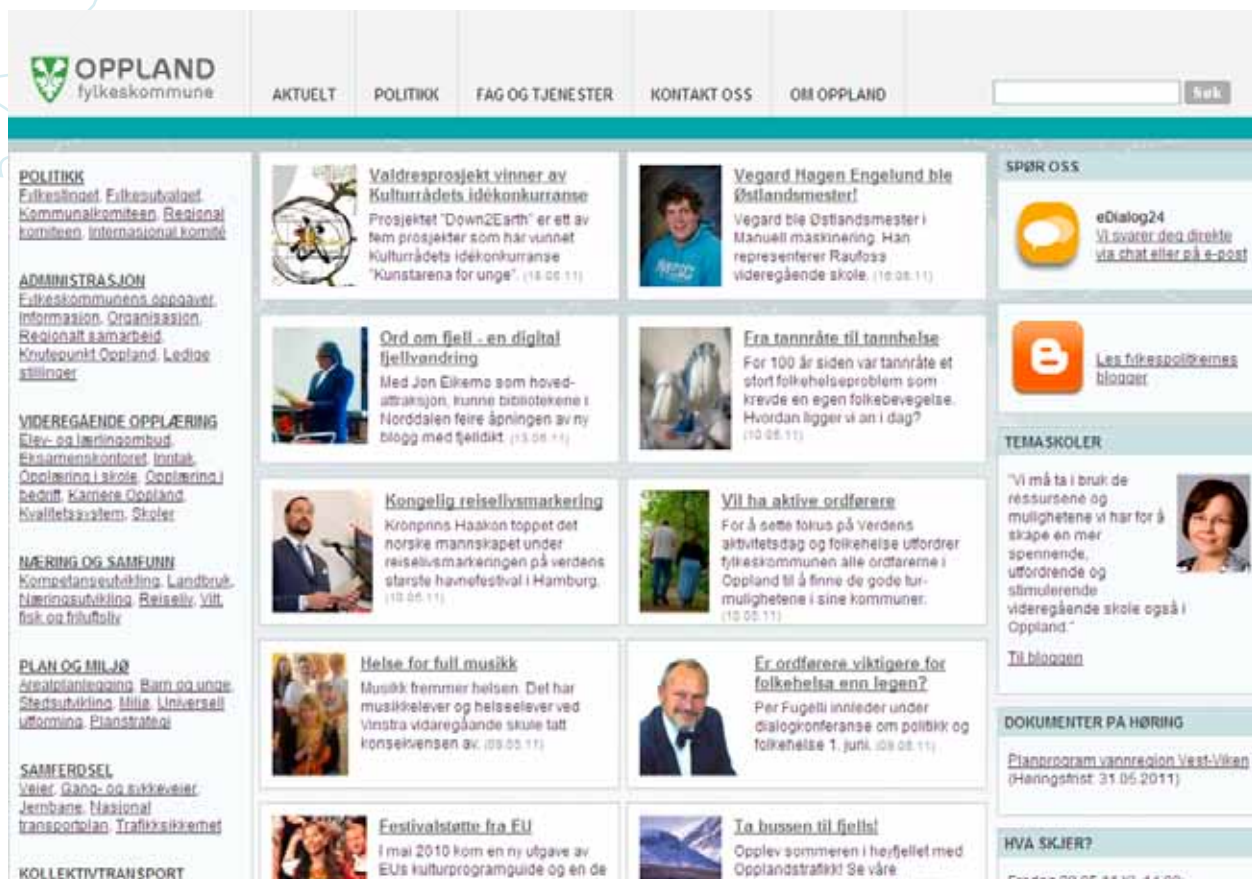 OPPLAND
fylkeskommune
AKTUELT
POLITIKK
FAG OG TJENESTER
KONTAKT OSS
OM OPPLAND
Søk
POLITIKK
Fylkestinget, Fylkesutvalget,
Kommunalkomiteen, Regional
komiteen, Internasjonal komité
ADMINISTRASJON
Fylkeskommunens oppgaver,
Informasjon, Organisasjon,
Regionalt samarbeid,
Knutepunkt Oppland, Ledige
stillinger
VIDEREGÅENDE OPPLÆRING
Elev- og lærlingombud,
Eksamenskontoret, Inntak,
Opplæring i skole, Opplæring i
bedrift, Karriere Oppland,
Kvalitetssystem, Skoler
NÆRING OG SAMFUNN
Kompetanseutvikling, Landbruk,
Næringsutvikling, Reiseliv, Vilt,
fisk og friluftsliv
PLAN OG MILJØ
Arealplanlegging, Barn og unge,
Stedsutvikling, Miljø, Universell
utforming, Planstrategi
SAMFERDSEL
Veier, Gang- og sykkeveier,
Jernbane, Nasjonal
transportplan, Trafikksikkerhet
KOLLEKTIVTRANSPORT
Valdresprosjekt vinner av
Kulturrådets idékonkurranse
Prosjektet "Down2Earth" er ett av
fem prosjekter som har vunnet
Kulturrådets idékonkurranse
"Kunstarena for unge".
Vegard Hagen Engelund ble
Østlandsmester!
Vegard ble Østlandsmester i
Manuell maskinering. Han
representerer Raufoss
videregående skole.
Ord om fjell - en digital
fjellvandring
Med Jon Eikemo som hoved-
attraksjon, kunne bibliotekene i
Norddalen feire åpningen av ny
blogg med fjelldikt.
Fra tannråte til tannhelse
For 100 år siden var tannråte et
stort folkehelseproblem som
krevde en egen folkebevegelse.
Hvordan ligger vi an i dag?
Kongelig reiselivsmarkering
Kronprins Haakon toppet det
norske mannskapet under
reiselivsmarkeringen på verdens
største havnefestival i Hamburg.
Vil ha aktive ordførere
For å sette fokus på Verdens
aktivitetsdag og folkehelse utfordrer
fylkeskommunen alle ordførerne i
Oppland til å finne de gode tur-
mulighetene i sine kommuner.
Helse for full musikk
Musikk fremmer helsen. Det har
musikkelever og helseelever ved
Vinstra vidaregåande skule tatt
konsekvensen av. (09.05.11)
Er ordførere viktigere for
folkehelsa enn legen?
Per Fugelli innleder under
dialogkonferanse om politikk og
folkehelse 1. juni.
Festivalstøtte fra EU
I mai 2010 kom en ny utgave av
EUs kulturprogramguide og en de
Ta bussen til fjells!
Opplev sommeren i høyfjellet med
Opplandstrafikk! Se våre
SPØR OSS
eDialog24
Vi svarer deg direkte
via chat eller på e-post
Les fylkespolitikernes
blogger
TEMASKOLER
"Vi må ta i bruk de
ressursene og
mulighetene vi har for å
skape en mer
spennende,
utfordrende og
stimulerende
videregående skole også i
Oppland."
Til bloggen
DOKUMENTER PÅ HØRING
Planprogram vannregion Vest-Viken
(Høringsfrist: 31.05.2011)
HVA SKJER?